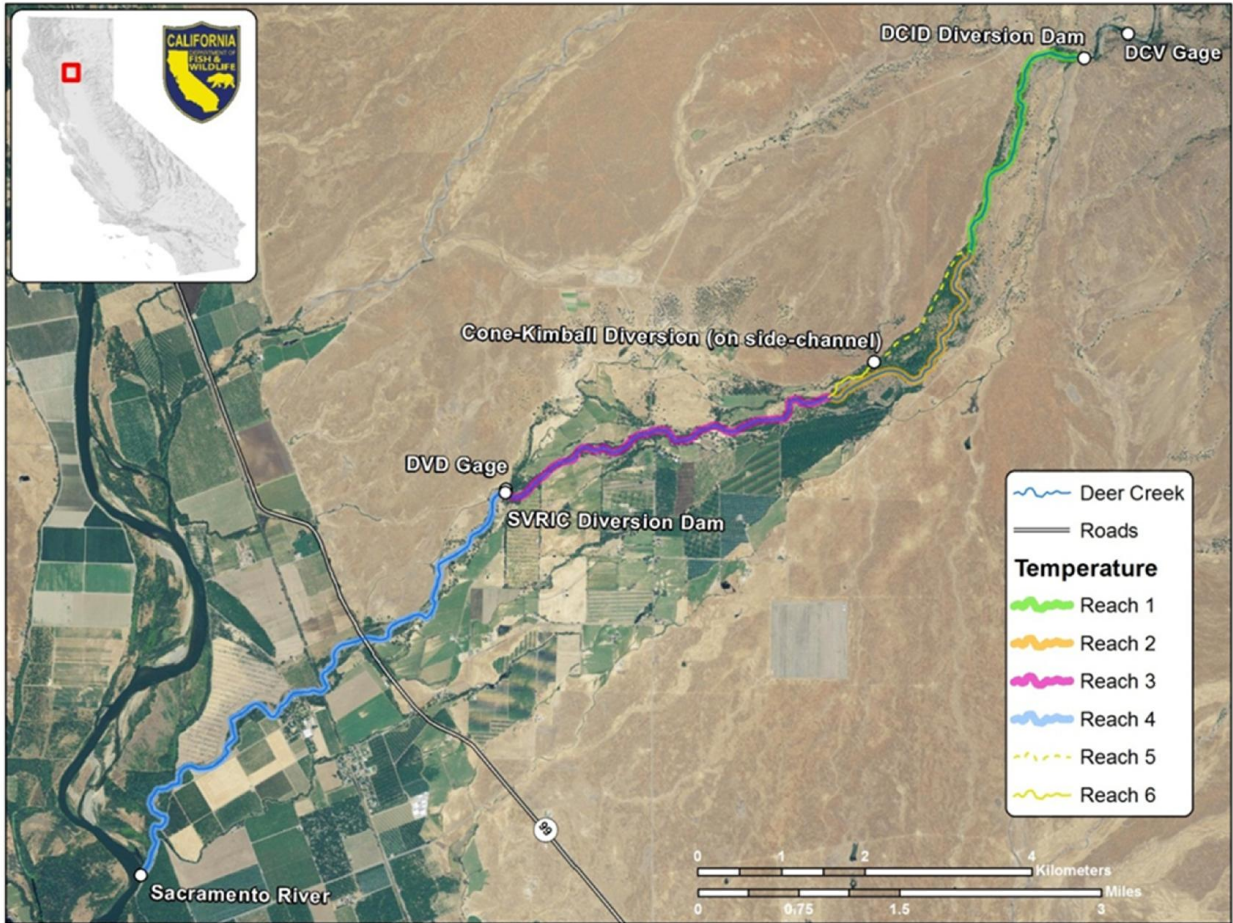 CALIFORNIA
DEPARTMENT OF
FISH &
WILDLIFE
DCID Diversion Dam
DCV Gage
Cone-Kimball Diversion (on side-channel)
DVD Gage
SVRIC Diversion Dam
Deer Creek
Roads
Temperature
Reach 1
Reach 2
Reach 3
Reach 4
Reach 5
Reach 6
99
0 1 2 4
Kilometers
Miles
0 0.75 1.5 3
Sacramento River